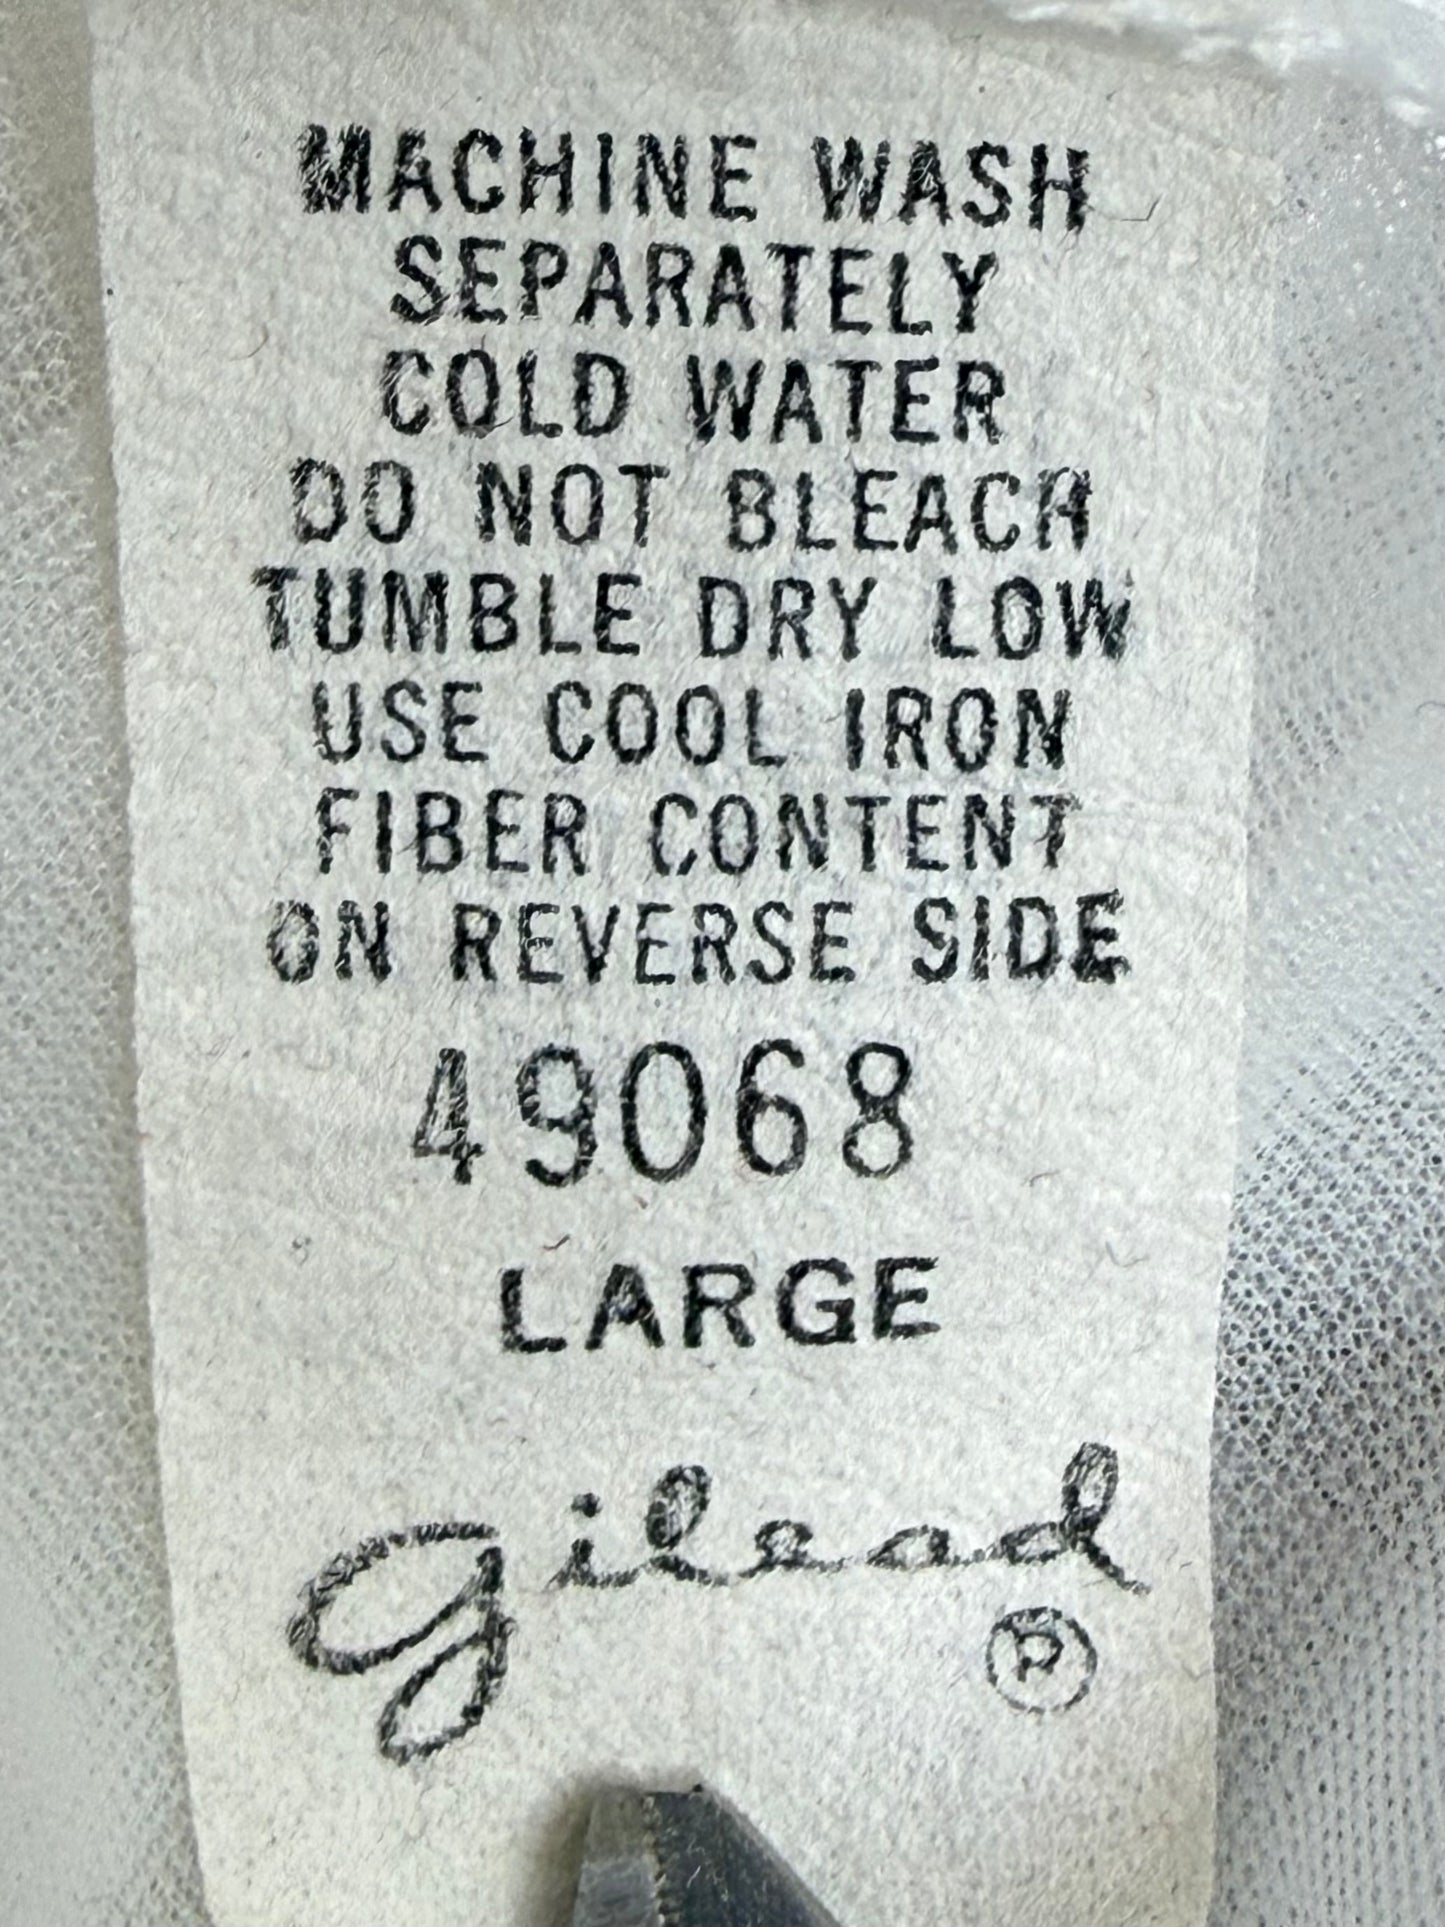 MACHINE WASH
SEPARATELY
COLD WATER
DO NOT BLEACH
TUMBLE DRY LOW
USE COOL IRON
FIBER CONTENT
ON REVERSE SIDE
49068
LARGE
gilead
®